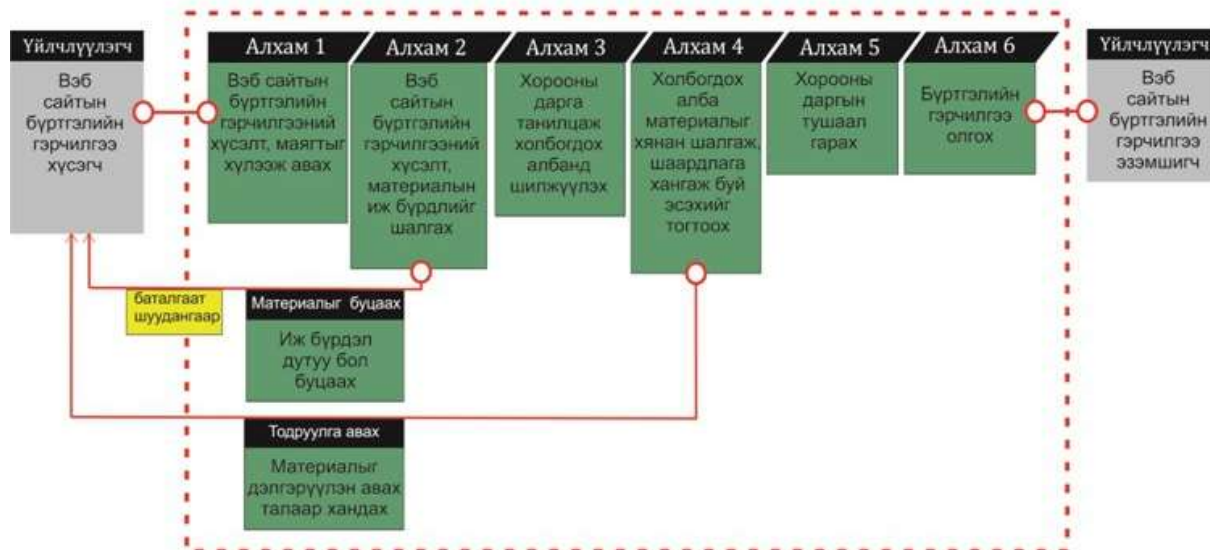 Үйлчлүүлэгч
Вэб
сайтын
бүртгэлийн
гэрчилгээ
хүсэгч
Алхам 1
Вэб сайтын
бүртгэлийн
гэрчилгээний
хүсэлт, маягтыг
хүлээж авах
Алхам 2
Вэб
сайтын
бүртгэлийн
гэрчилгээний
хүсэлт,
материалын
иж бүрдлийг
шалгах
Алхам 3
Хорооны
дарга
танилцаж
холбогдох
албанд
шилжүүлэх
Алхам 4
Холбогдох
алба
материалыг
хянан шалгаж,
шаардлага
хангаж буй
эсэхийг
тогтоох
Алхам 5
Хорооны
даргын
тушаал
гарах
Алхам 6
Бүртгэлийн
гэрчилгээ
олгох
Үйлчлүүлэгч
Вэб
сайтын
бүртгэлийн
гэрчилгээ
эзэмшигч
баталгаат
шуудангаар
Материалыг буцаах
Иж бүрдэл
дутуу бол
буцаах
Тодруулга авах
Материалыг
дэлгэрүүлэн авах
талаар хандах